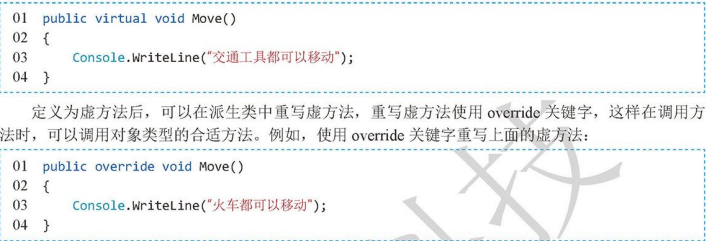 01 public virtual void Move()
02 {
03     Console.WriteLine("交通工具都可以移动");
04 }
定义为虚方法后，可以在派生类中重写虚方法，重写虚方法使用 override 关键字，这样在调用方
法时，可以调用对象类型的合适方法。例如，使用 override 关键字重写上面的虚方法：
01 public override void Move()
02 {
03     Console.WriteLine("火车都可以移动");
04 }